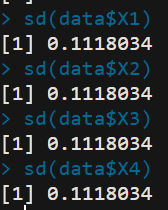 > sd(data$X1)
[1] 0.1118034
> sd(data$X2)
[1] 0.1118034
> sd(data$X3)
[1] 0.1118034
> sd(data$X4)
[1] 0.1118034